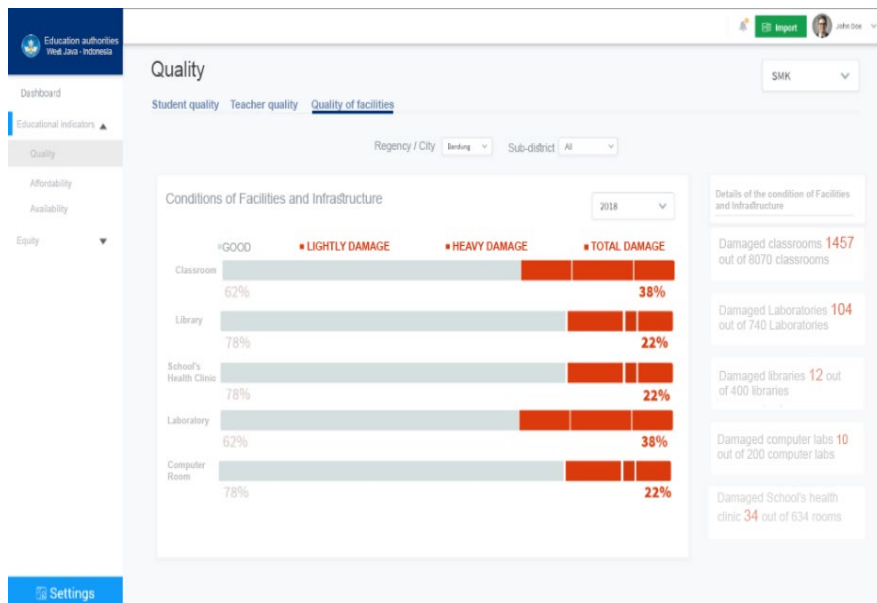 Education authorities
West Java - Indonesia
Import
John Doe
Dashboard
Educational indicators
Quality
Affordability
Availability
Equity
Settings
Quality
SMK
Student quality Teacher quality Quality of facilities
Regency / City Bandung Sub-district All
Conditions of Facilities and Infrastructure
2018
GOOD LIGHTLY DAMAGE HEAVY DAMAGE TOTAL DAMAGE
Classroom
62% 38%
Library
78% 22%
School's
Health Clinic
78% 22%
Laboratory
62% 38%
Computer
Room
78% 22%
Details of the condition of Facilities
and Infrastructure
Damaged classrooms 1457
out of 8070 classrooms
Damaged Laboratories 104
out of 740 Laboratories
Damaged libraries 12 out
of 400 libraries
Damaged computer labs 10
out of 200 computer labs
Damaged School's health
clinic 34 out of 634 rooms